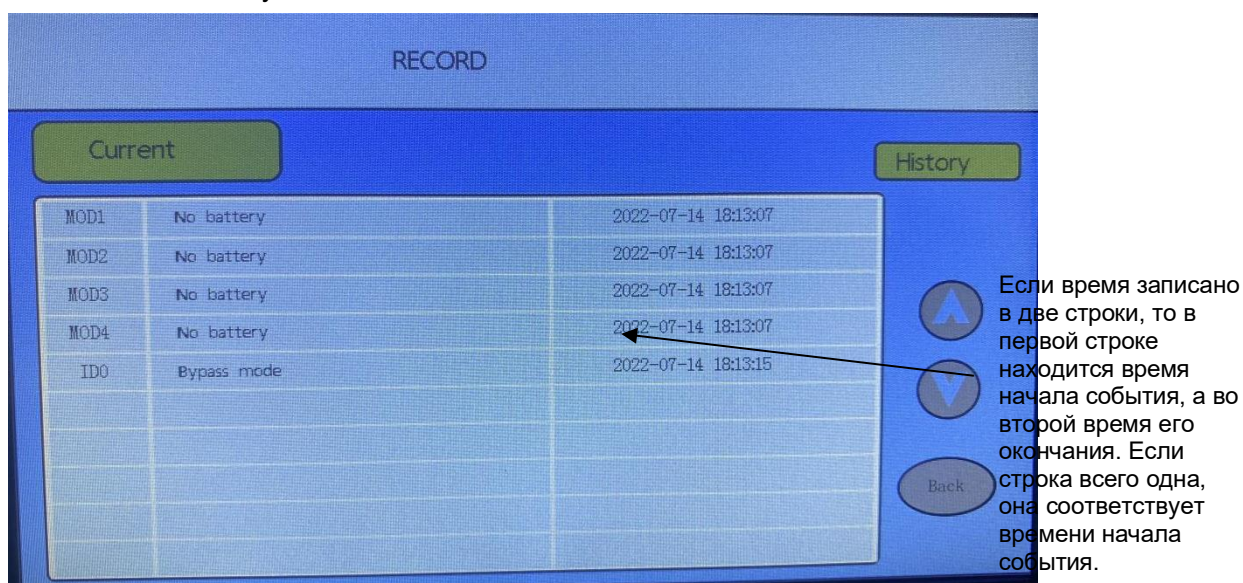 RECORD
Current
History
MOD1 No battery 2022-07-14 18:13:07
MOD2 No battery 2022-07-14 18:13:07
MOD3 No battery 2022-07-14 18:13:07
MOD4 No battery 2022-07-14 18:13:07
ID0 Bypass mode 2022-07-14 18:13:15
Back
Если время записано
в две строки, то в
первой строке
находится время
начала события, а во
второй время его
окончания. Если
строка всего одна,
она соответствует
времени начала
события.